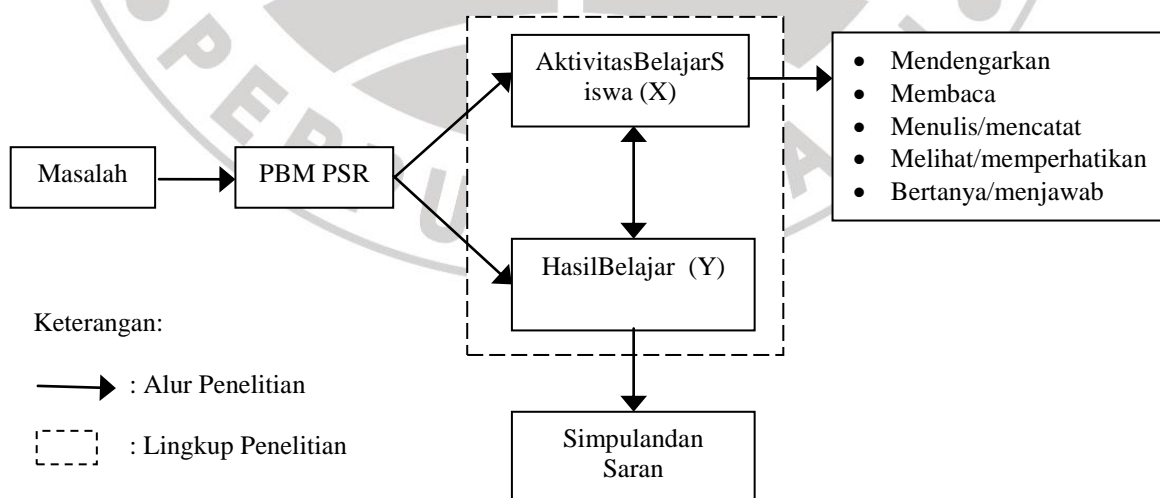 AktivitasBelajarS
iswa (X)
• Mendengarkan
• Membaca
• Menulis/mencatat
• Melihat/memperhatikan
• Bertanya/menjawab
Masalah
PBM PSR
HasilBelajar (Y)
Keterangan:
: Alur Penelitian
: Lingkup Penelitian
Simpulandan
Saran